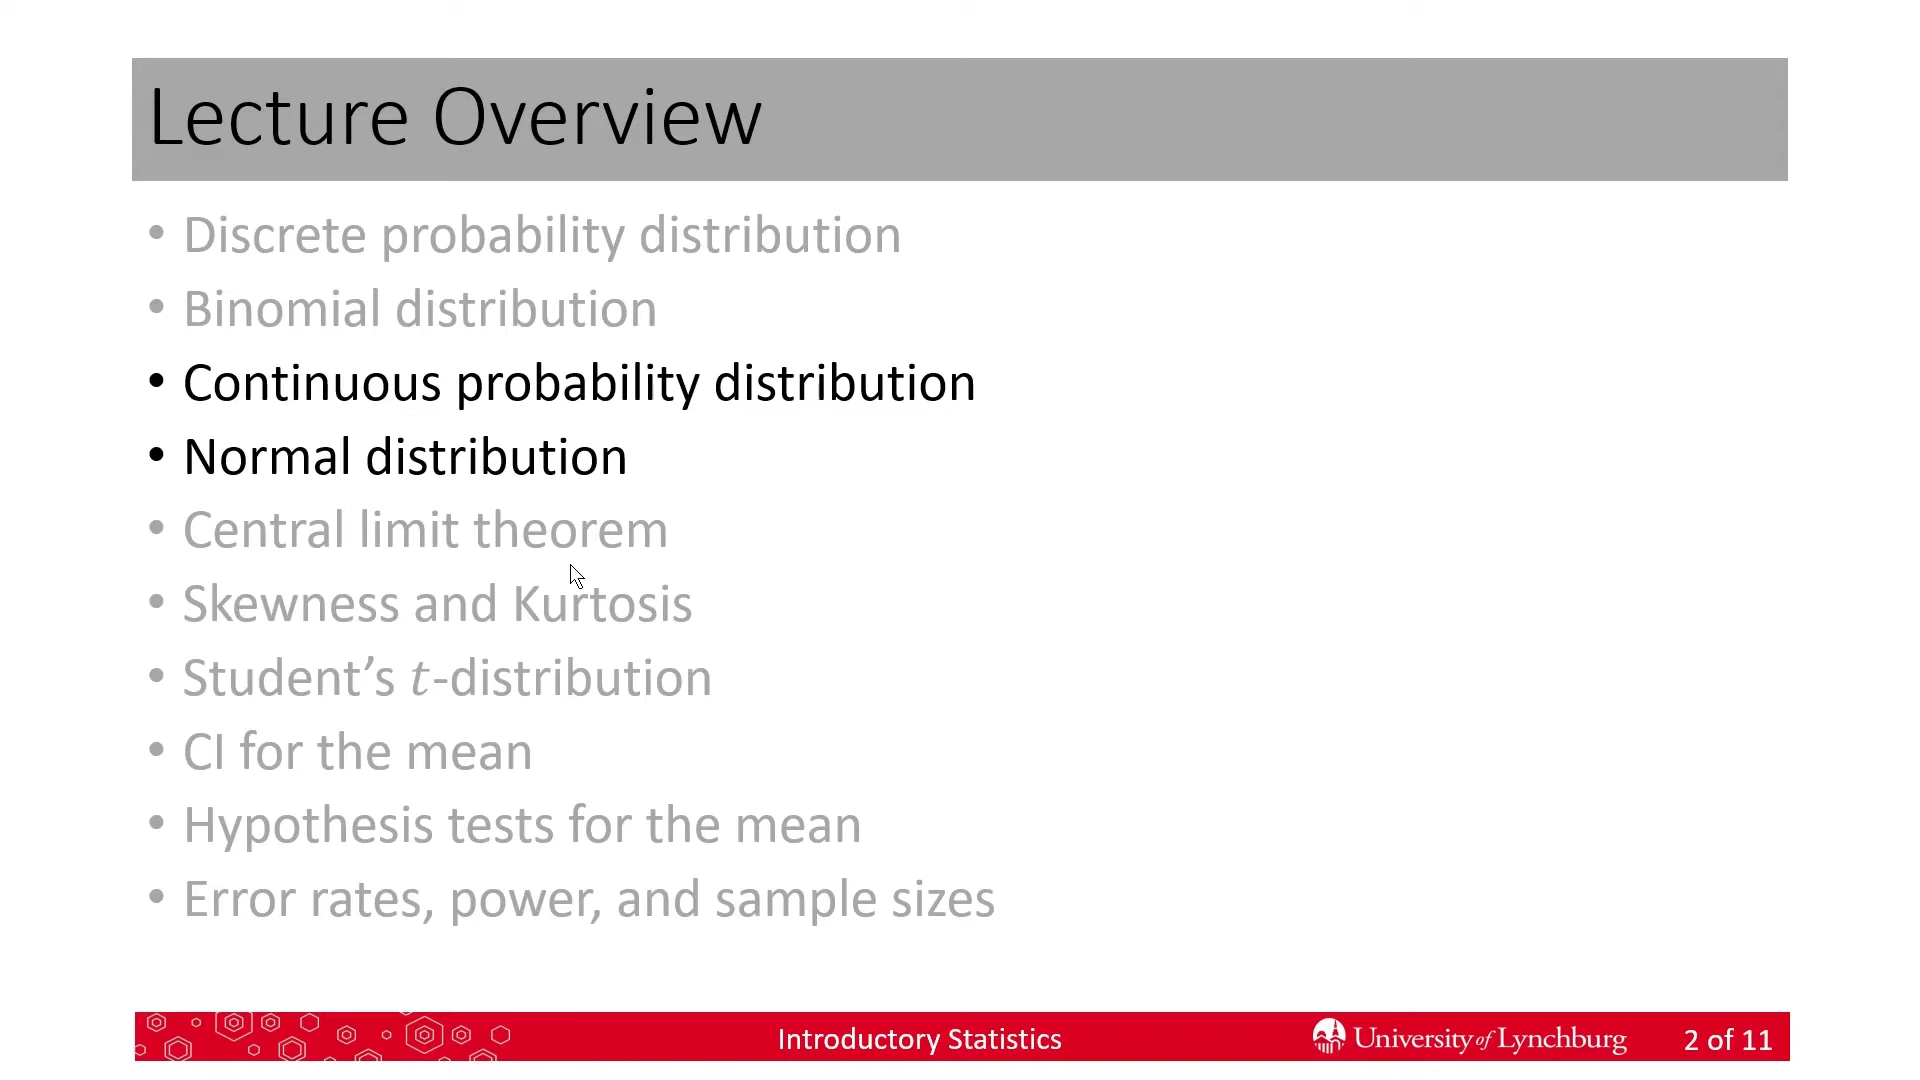 Lecture Overview
• Discrete probability distribution
• Binomial distribution
• Continuous probability distribution
• Normal distribution
• Central limit theorem
• Skewness and Kurtosis
• Student’s t-distribution
• CI for the mean
• Hypothesis tests for the mean
• Error rates, power, and sample sizes
Introductory Statistics University of Lynchburg 2 of 11